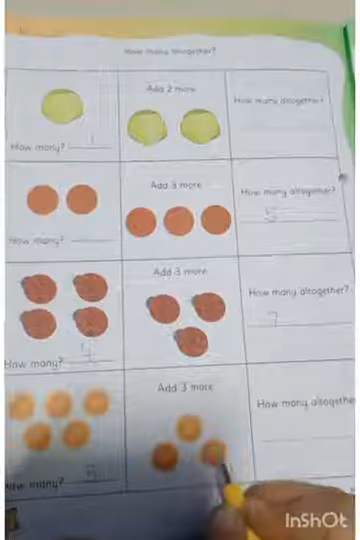 How many altogether?
Add 2 more
How many altogether?
How many? 1
Add 3 more
How many altogether?
5
How many?
Add 3 more
How many altogether?
7
How many? 4
Add 3 more
How many altogethe
How many? 5
InShOt